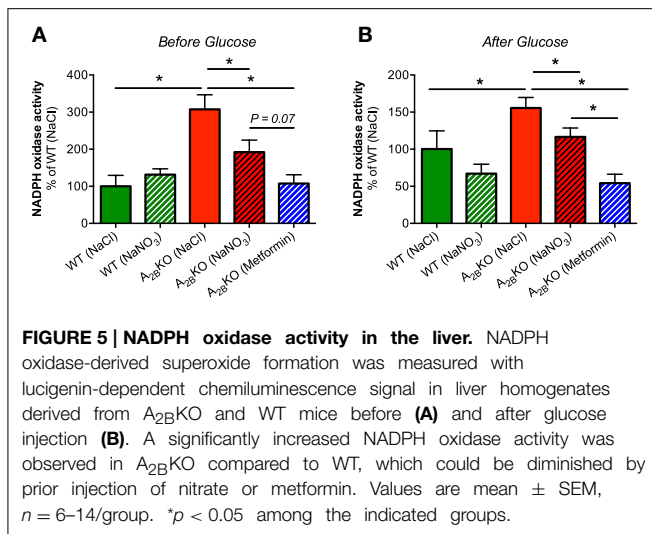 A
Before Glucose
NADPH oxidase activity
% of WT (NaCl)
400
300
200
100
0
*
*
*
P = 0.07
WT (NaCl)
WT (NaNO₃)
A₂BKO (NaCl)
A₂BKO (NaNO₃)
A₂BKO (Metformin)
B
After Glucose
NADPH oxidase activity
% of WT (NaCl)
200
150
100
50
0
*
*
*
*
WT (NaCl)
WT (NaNO₃)
A₂BKO (NaCl)
A₂BKO (NaNO₃)
A₂BKO (Metformin)
FIGURE 5 | NADPH oxidase activity in the liver. NADPH
oxidase-derived superoxide formation was measured with
lucigenin-dependent chemiluminescence signal in liver homogenates
derived from A₂BKO and WT mice before (A) and after glucose
injection (B). A significantly increased NADPH oxidase activity was
observed in A₂BKO compared to WT, which could be diminished by
prior injection of nitrate or metformin. Values are mean ± SEM,
n = 6–14/group. *p < 0.05 among the indicated groups.